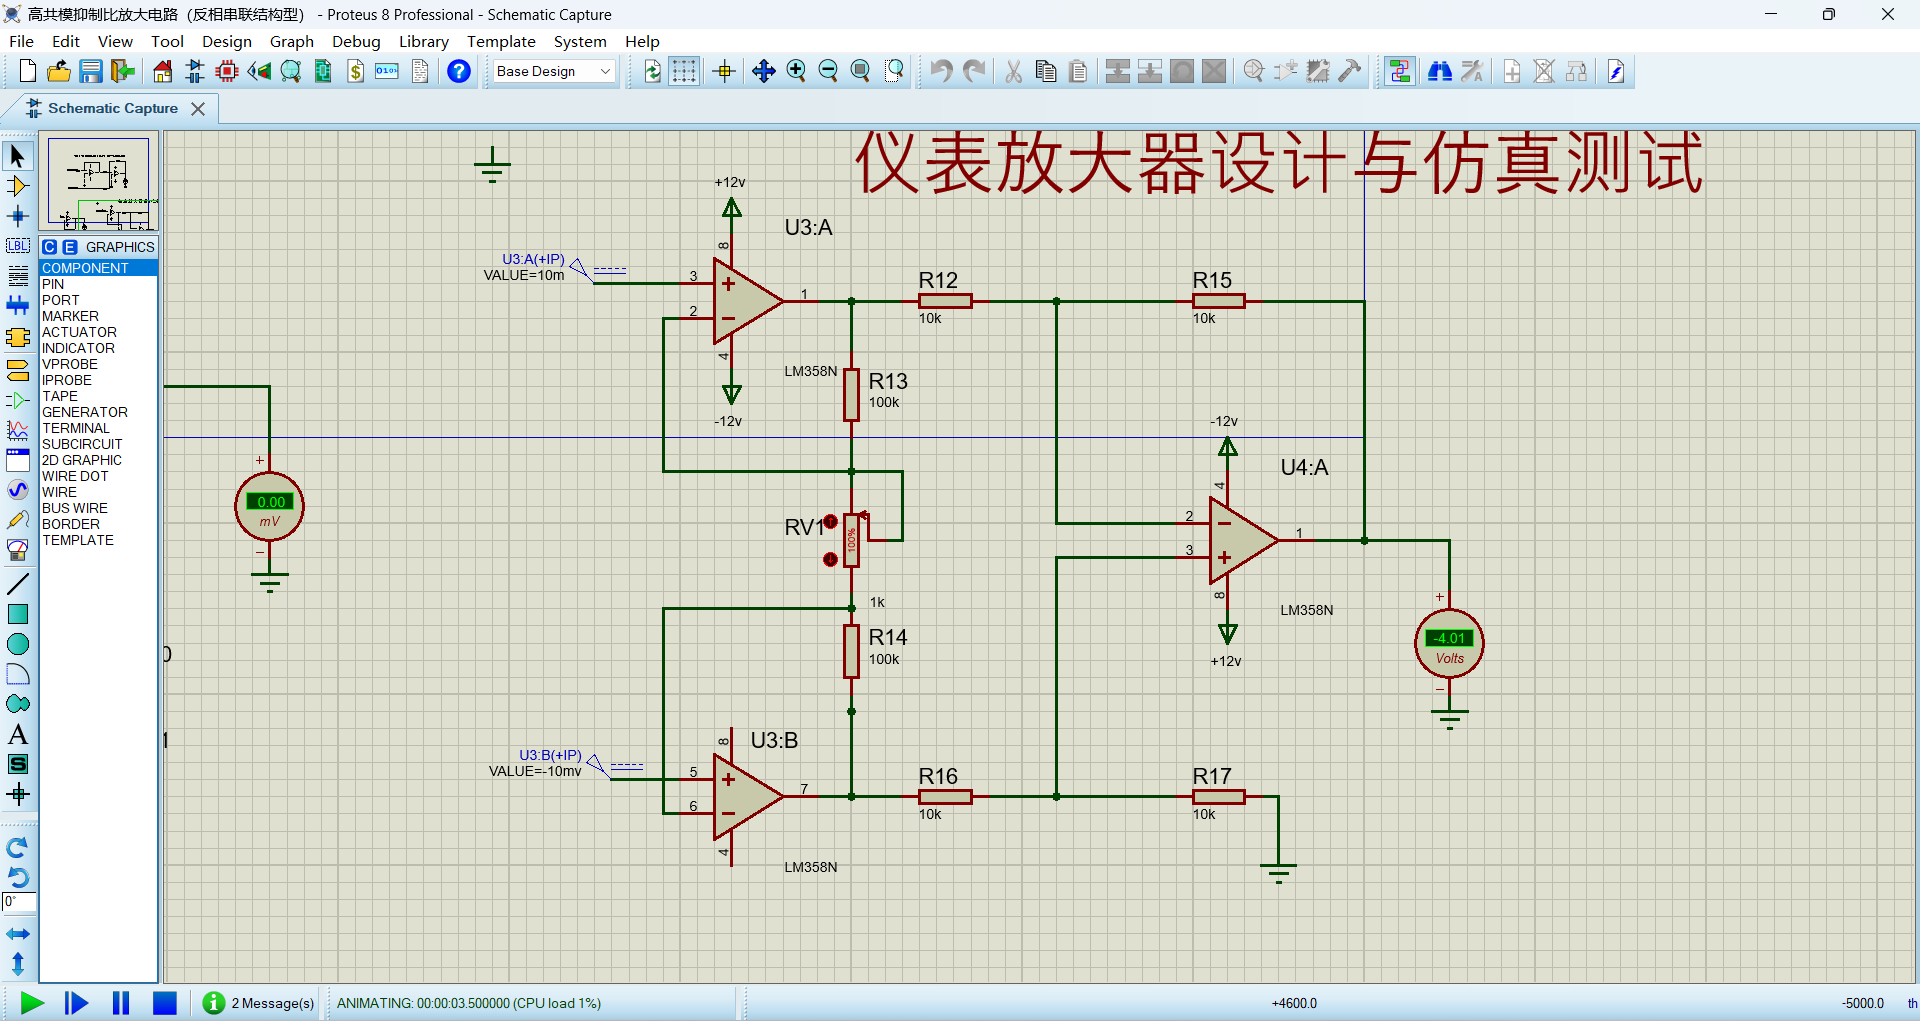 高共模抑制比放大电路（反相串联结构型） - Proteus 8 Professional - Schematic Capture
File Edit View Tool Design Graph Debug Library Template System Help
Base Design
Schematic Capture
仪表放大器设计与仿真测试
C E GRAPHICS
COMPONENT
PIN
PORT
MARKER
ACTUATOR
INDICATOR
VPROBE
IPROBE
TAPE
GENERATOR
TERMINAL
SUBCIRCUIT
2D GRAPHIC
WIRE DOT
WIRE
BUS WIRE
BORDER
TEMPLATE
LBL
A
S
0°
+12v
U3:A
U3:A(+IP)
VALUE=10m
8
3
2
1
4
LM358N
-12v
R12
10k
R15
10k
R13
100k
+
0.00
mV
-12v
U4:A
4
2
3
1
8
LM358N
+12v
RV1
100%
1k
R14
100k
+
-4.01
Volts
U3:B
U3:B(+IP)
VALUE=-10mv
8
5
6
7
4
LM358N
R16
10k
R17
10k
2 Message(s)
ANIMATING: 00:00:03.500000 (CPU load 1%)
+4600.0
-5000.0
th